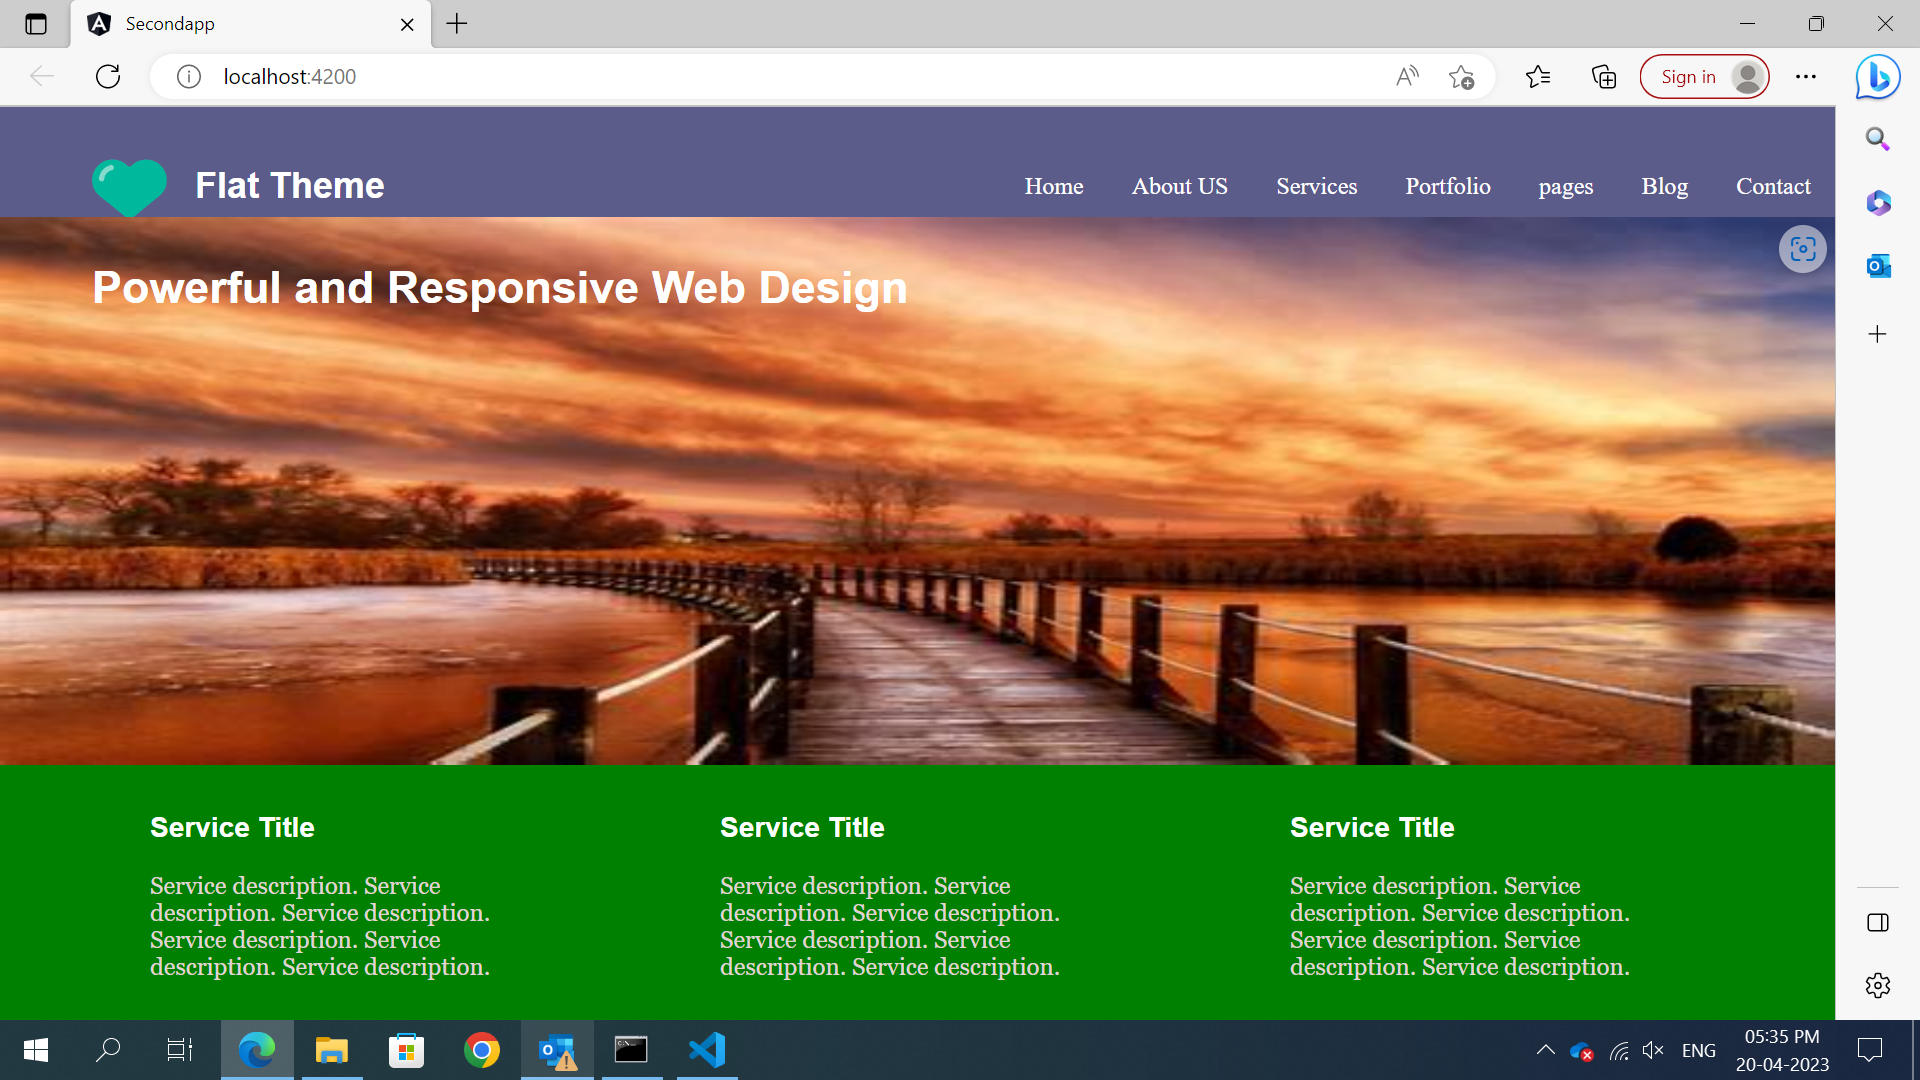 Secondapp
localhost:4200
Sign in
Flat Theme
Home About US Services Portfolio pages Blog Contact
Powerful and Responsive Web Design
Service Title
Service description. Service
description. Service description.
Service description. Service
description. Service description.
Service Title
Service description. Service
description. Service description.
Service description. Service
description. Service description.
Service Title
Service description. Service
description. Service description.
Service description. Service
description. Service description.
ENG
05:35 PM
20-04-2023